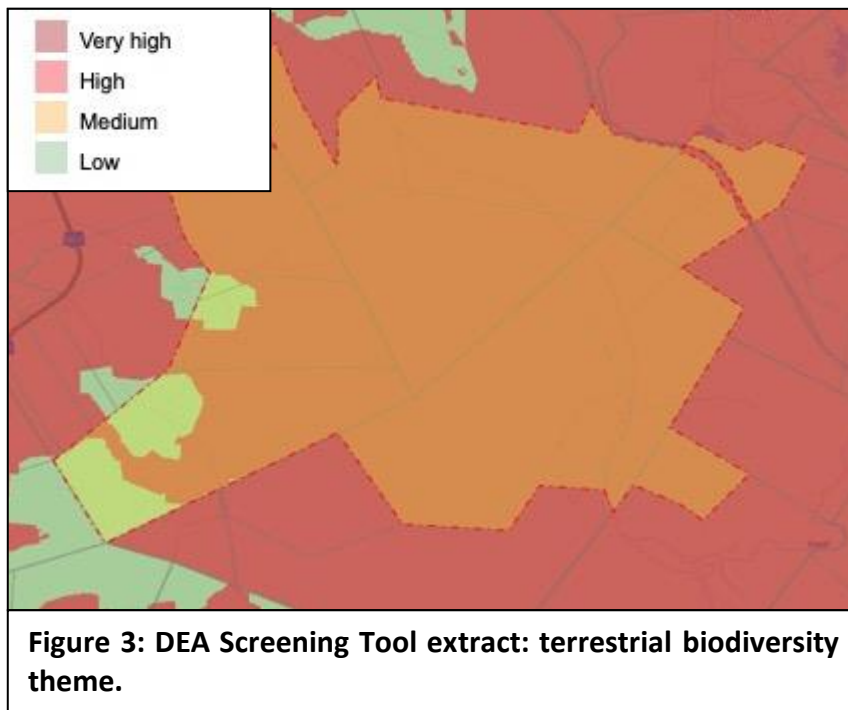 Very high
High
Medium
Low
Figure 3: DEA Screening Tool extract: terrestrial biodiversity
theme.